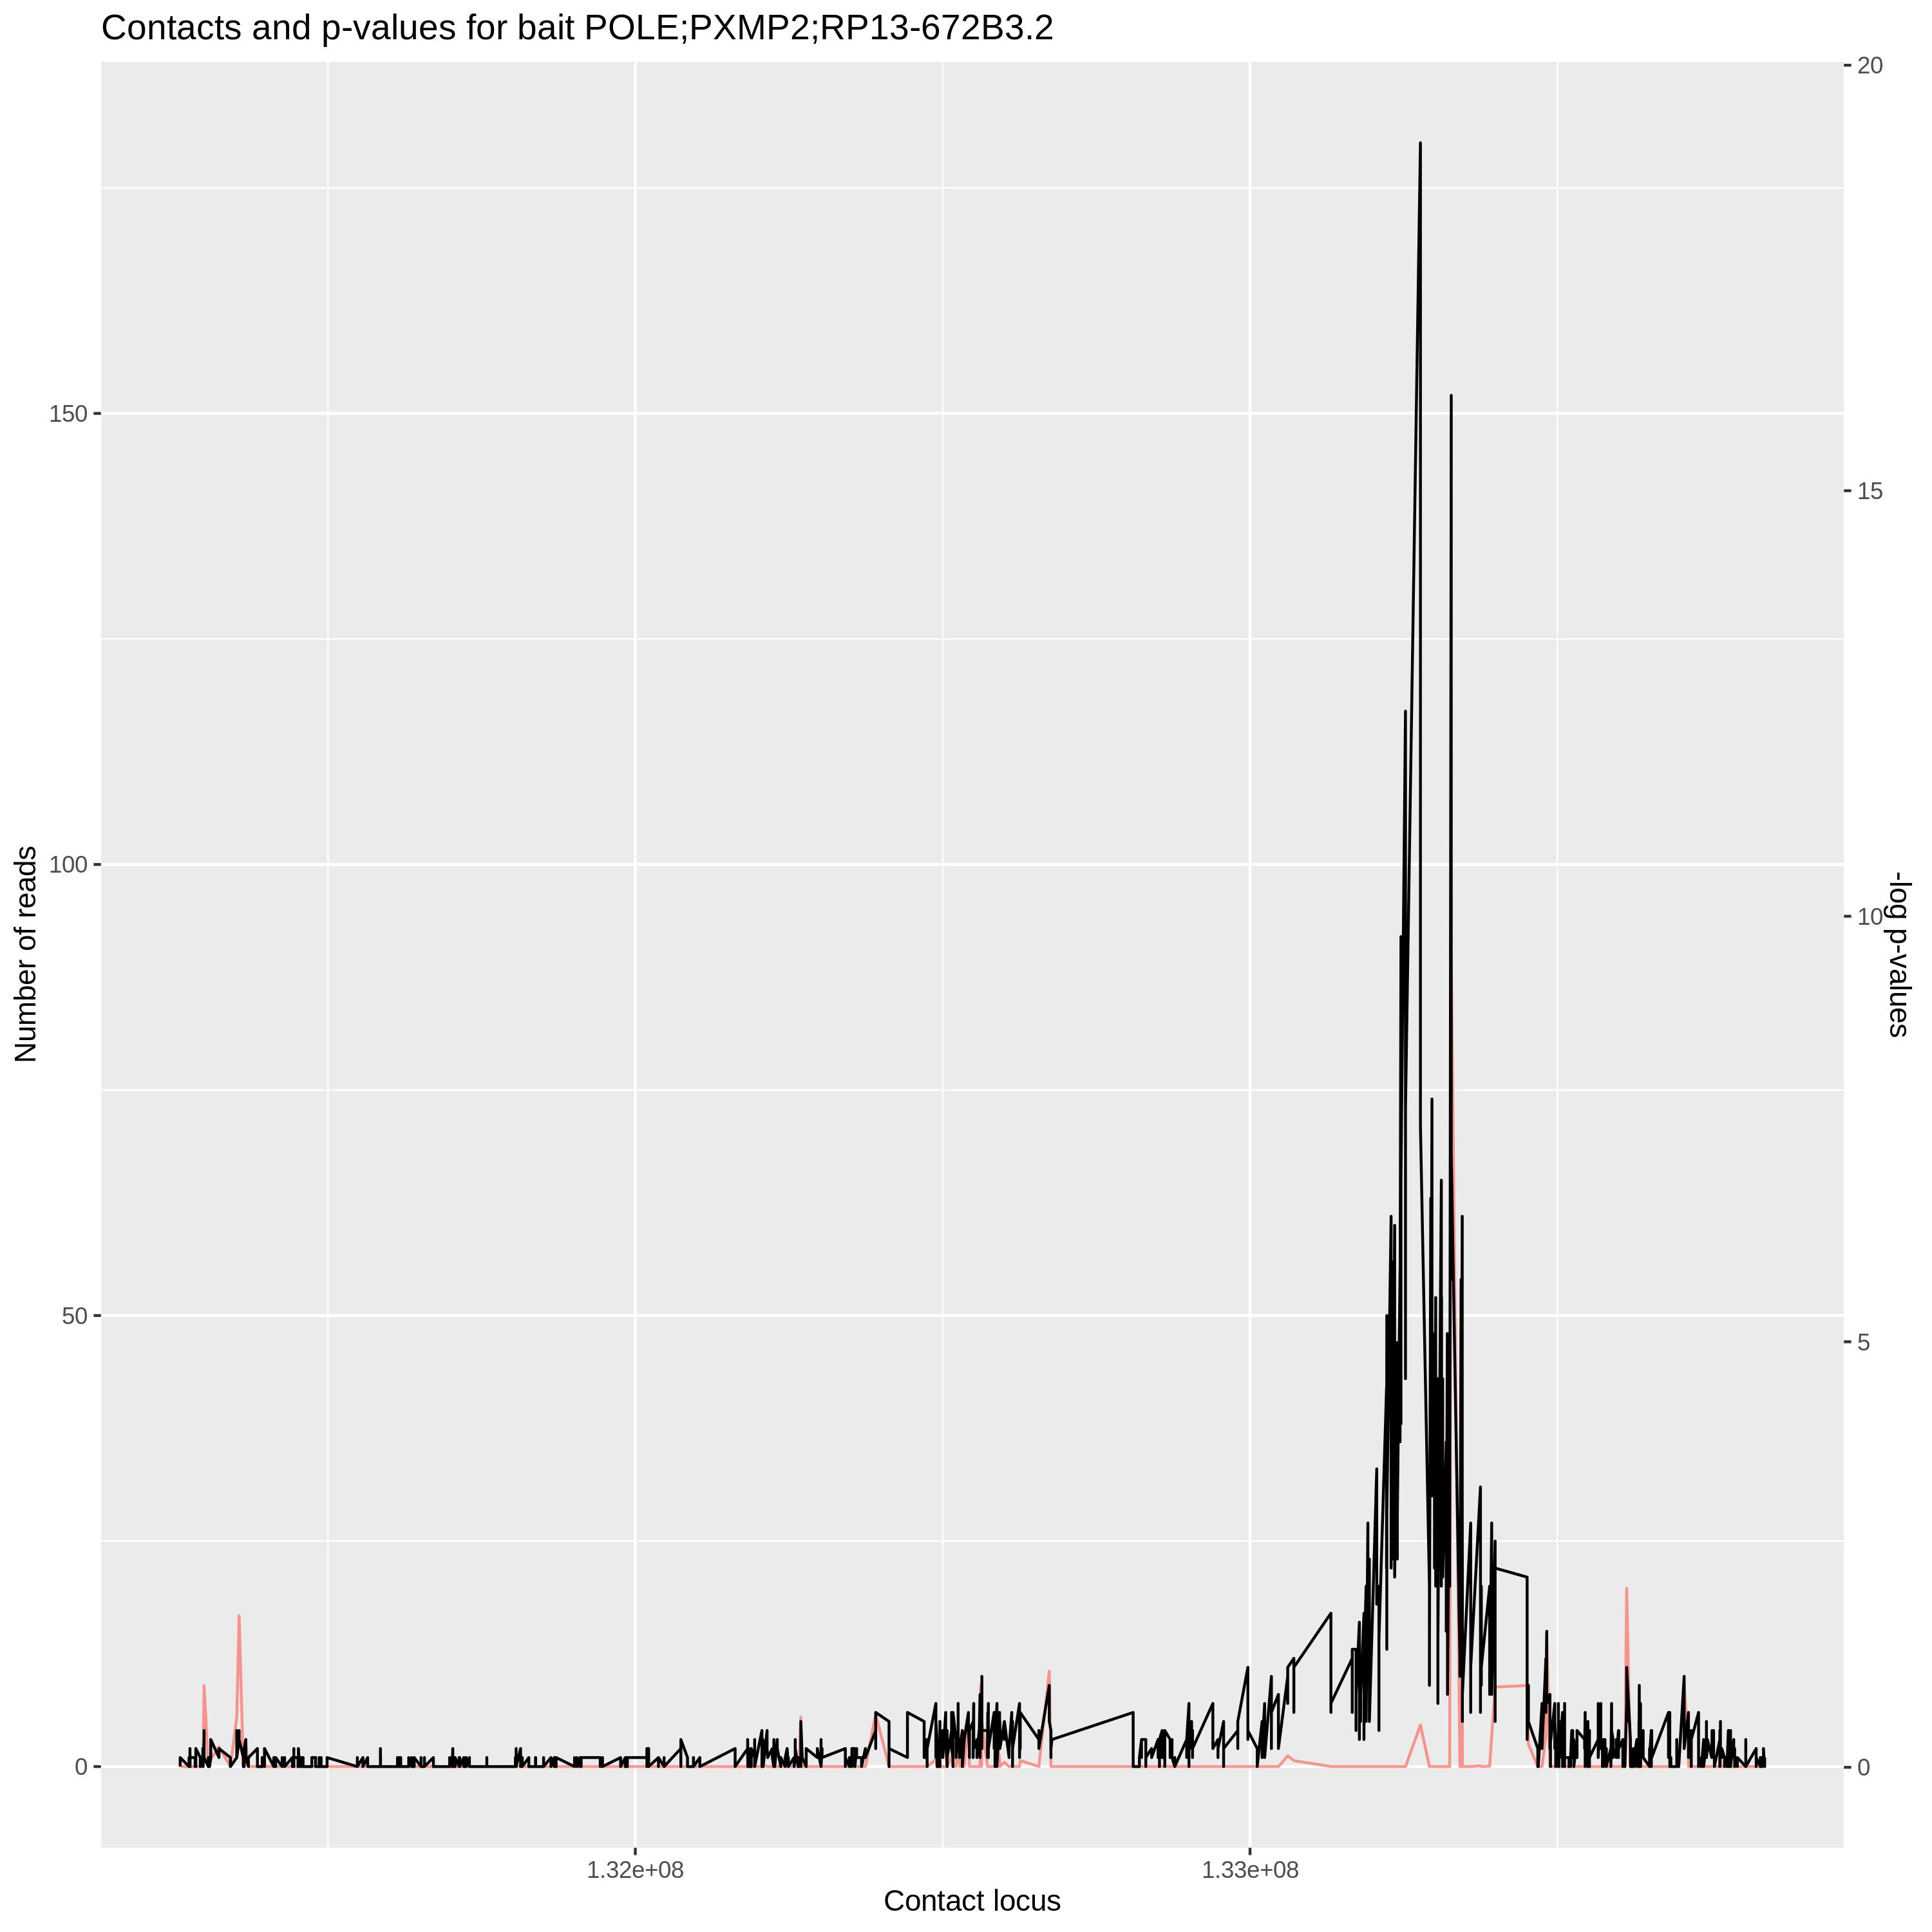 Contacts and p-values for bait POLE;PXMP2;RP13-672B3.2
Number of reads
150
100
50
0
20
15
10
5
0
-log p-values
1.32e+08
1.33e+08
Contact locus